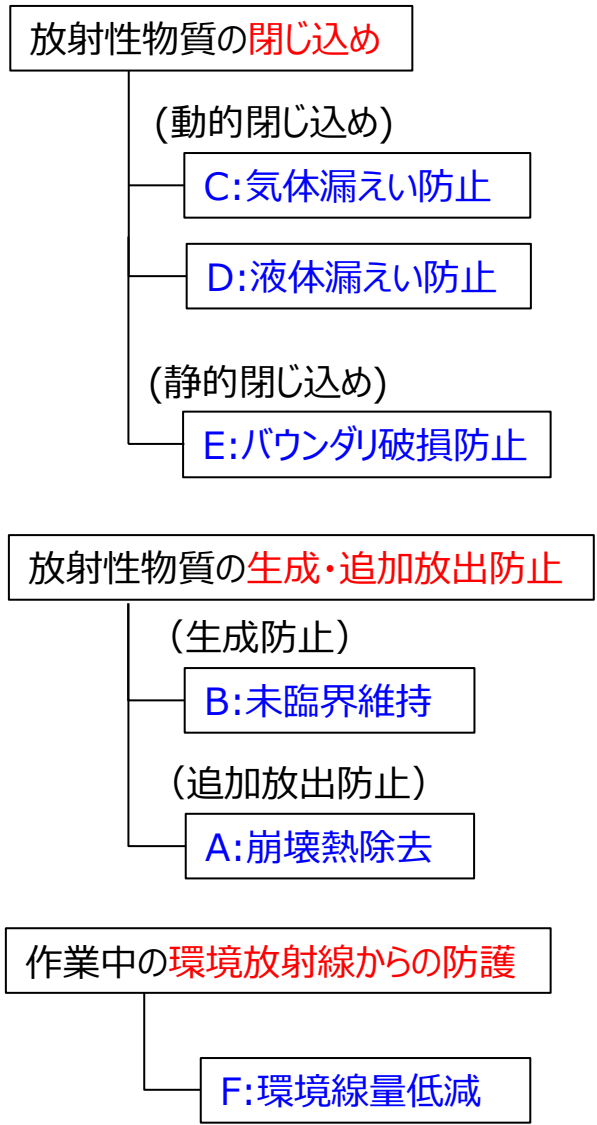 放射性物質の閉じ込め
(動的閉じ込め)
C:気体漏えい防止
D:液体漏えい防止
(静的閉じ込め)
E:バウンダリ破損防止
放射性物質の生成・追加放出防止
（生成防止）
B:未臨界維持
（追加放出防止）
A:崩壊熱除去
作業中の環境放射線からの防護
F:環境線量低減